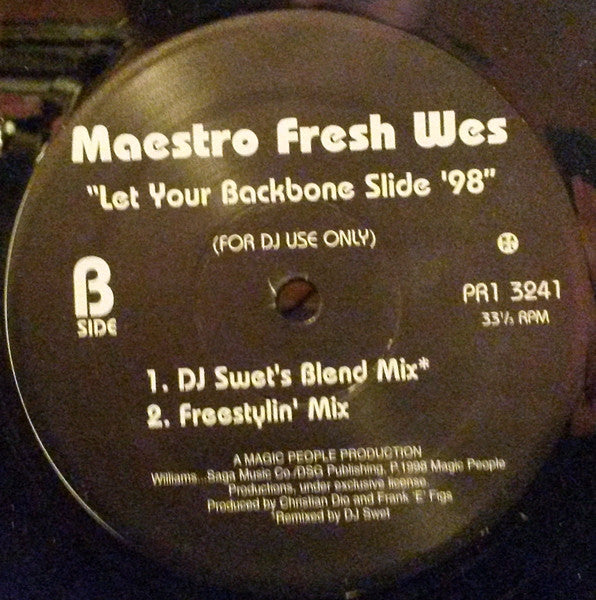 Maestro Fresh Wes
"Let Your Backbone Slide '98"
(FOR DJ USE ONLY)
B
SIDE
PR1 3241
33⅓ RPM
1. DJ Swet's Blend Mix*
2. Freestylin' Mix
A MAGIC PEOPLE PRODUCTION
Williams...Saga Music Co./DSG Publishing, P.1998 Magic People
Productions, under exclusive license.
Produced by Christian Dio and Frank 'E' Figs
*Remixed by DJ Swet